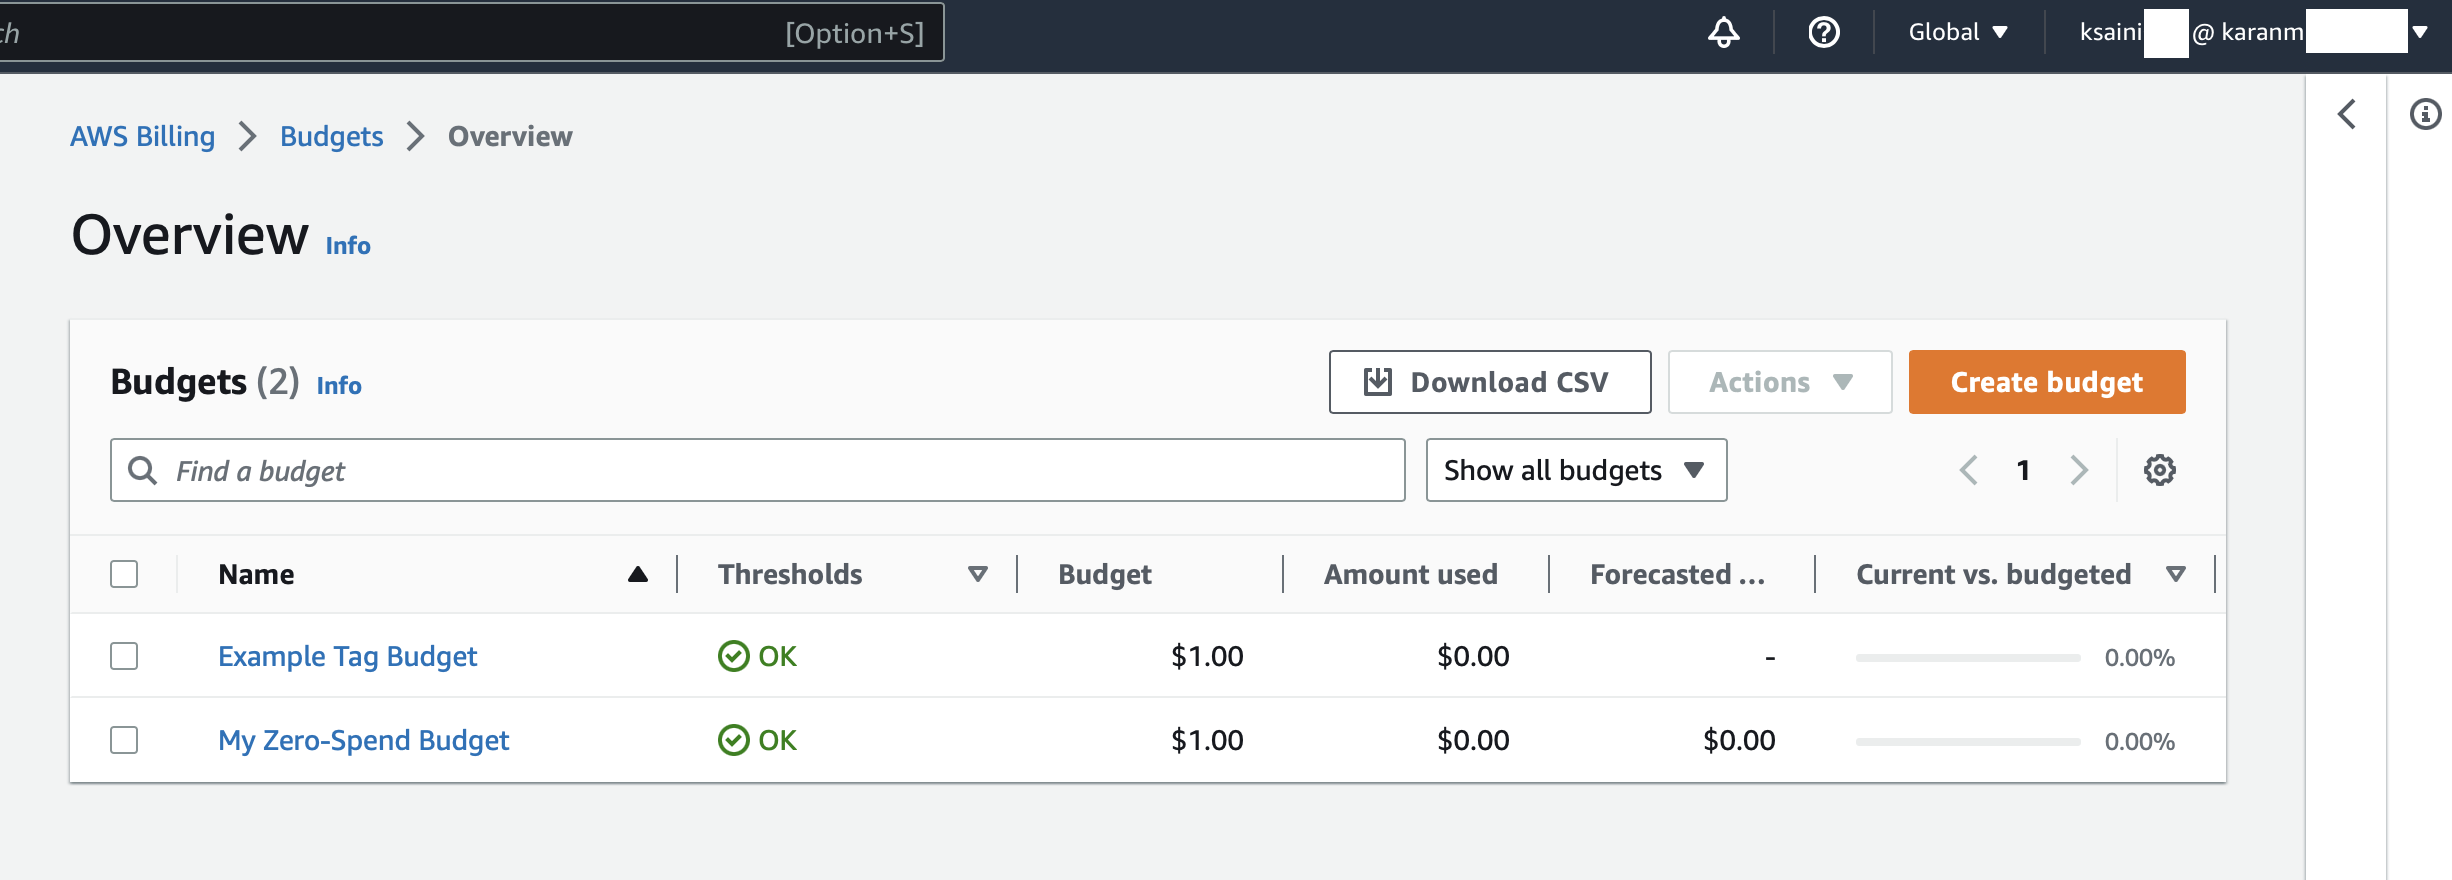 ch [Option+S] Global ksaini @ karanm
AWS Billing Budgets Overview
Overview Info
Budgets (2) Info Download CSV Actions Create budget
Find a budget Show all budgets 1
Name Thresholds Budget Amount used Forecasted ... Current vs. budgeted
Example Tag Budget OK $1.00 $0.00 - 0.00%
My Zero-Spend Budget OK $1.00 $0.00 $0.00 0.00%